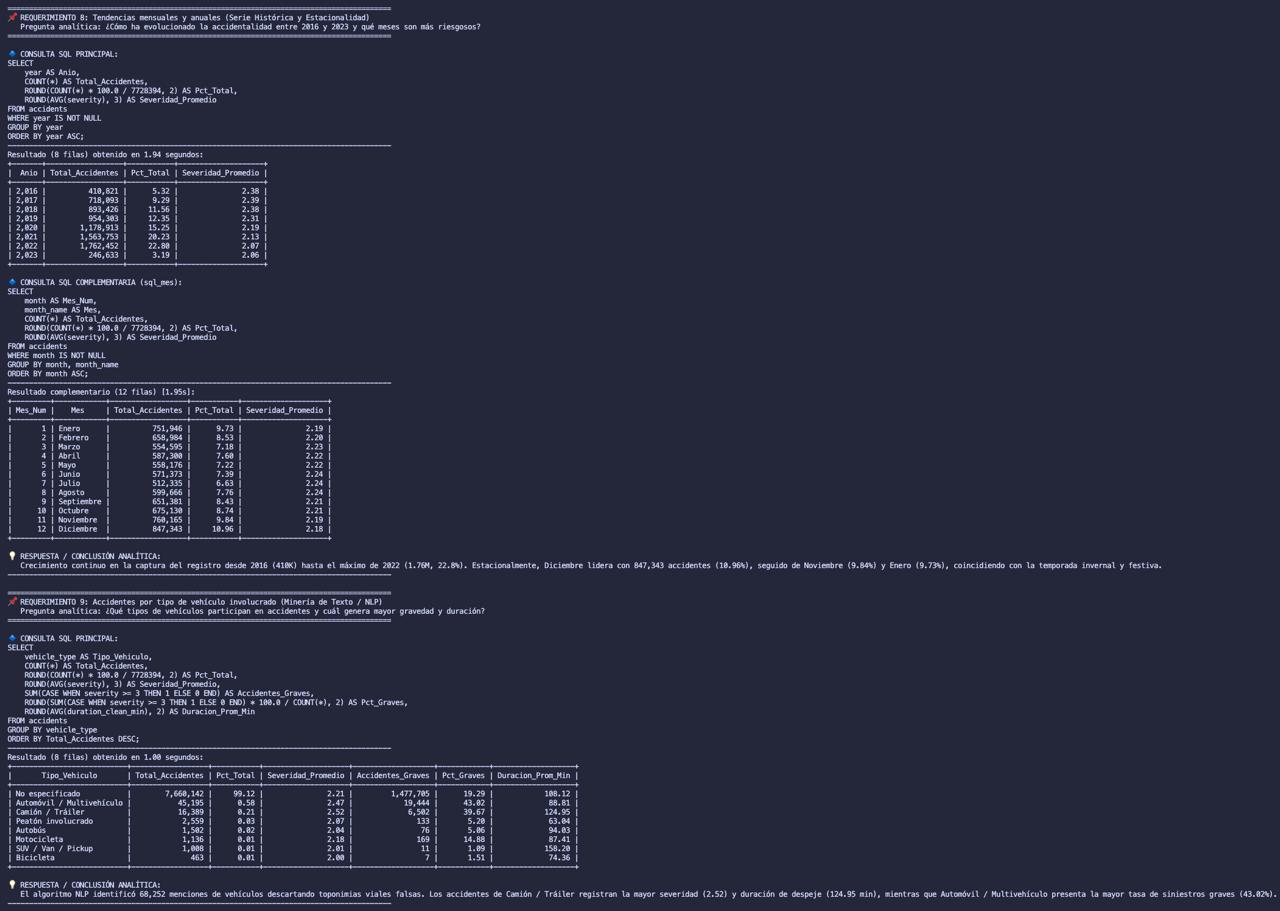 ================================================================================
📌 REQUERIMIENTO 8: Tendencias mensuales y anuales (Serie Histórica y Estacionalidad)
   Pregunta analítica: ¿Cómo ha evolucionado la accidentalidad entre 2016 y 2023 y qué meses son más riesgosos?
================================================================================
🔹 CONSULTA SQL PRINCIPAL:
SELECT
    year AS Anio,
    COUNT(*) AS Total_Accidentes,
    ROUND(COUNT(*) * 100.0 / 7728394, 2) AS Pct_Total,
    ROUND(AVG(severity), 3) AS Severidad_Promedio
FROM accidents
WHERE year IS NOT NULL
GROUP BY year
ORDER BY year ASC;
--------------------------------------------------------------------------------
Resultado (8 filas) obtenido en 1.94 segundos:
| Anio | Total_Accidentes | Pct_Total | Severidad_Promedio |
| 2,016 | 410,821 | 5.32 | 2.38 |
| 2,017 | 718,093 | 9.29 | 2.39 |
| 2,018 | 893,426 | 11.56 | 2.38 |
| 2,019 | 954,303 | 12.35 | 2.31 |
| 2,020 | 1,178,913 | 15.25 | 2.19 |
| 2,021 | 1,563,753 | 20.23 | 2.13 |
| 2,022 | 1,762,452 | 22.80 | 2.07 |
| 2,023 | 246,633 | 3.19 | 2.06 |
🔹 CONSULTA SQL COMPLEMENTARIA (sql_mes):
SELECT
    month AS Mes_Num,
    month_name AS Mes,
    COUNT(*) AS Total_Accidentes,
    ROUND(COUNT(*) * 100.0 / 7728394, 2) AS Pct_Total,
    ROUND(AVG(severity), 3) AS Severidad_Promedio
FROM accidents
WHERE month IS NOT NULL
GROUP BY month, month_name
ORDER BY month ASC;
--------------------------------------------------------------------------------
Resultado complementario (12 filas) [1.95s]:
| Mes_Num | Mes | Total_Accidentes | Pct_Total | Severidad_Promedio |
| 1 | Enero | 751,946 | 9.73 | 2.19 |
| 2 | Febrero | 658,984 | 8.53 | 2.20 |
| 3 | Marzo | 554,595 | 7.18 | 2.23 |
| 4 | Abril | 587,300 | 7.60 | 2.22 |
| 5 | Mayo | 558,176 | 7.22 | 2.22 |
| 6 | Junio | 571,373 | 7.39 | 2.24 |
| 7 | Julio | 512,335 | 6.63 | 2.24 |
| 8 | Agosto | 599,666 | 7.76 | 2.24 |
| 9 | Septiembre | 651,381 | 8.43 | 2.21 |
| 10 | Octubre | 675,130 | 8.74 | 2.21 |
| 11 | Noviembre | 760,165 | 9.84 | 2.19 |
| 12 | Diciembre | 847,343 | 10.96 | 2.18 |
💡 RESPUESTA / CONCLUSIÓN ANALÍTICA:
   Crecimiento continuo en la captura del registro desde 2016 (410K) hasta el máximo de 2022 (1.76M, 22.8%). Estacionalmente, Diciembre lidera con 847,343 accidentes (10.96%), seguido de Noviembre (9.84%) y Enero (9.73%), coincidiendo con la temporada invernal y festiva.
--------------------------------------------------------------------------------
================================================================================
📌 REQUERIMIENTO 9: Accidentes por tipo de vehículo involucrado (Minería de Texto / NLP)
   Pregunta analítica: ¿Qué tipos de vehículos participan en accidentes y cuál genera mayor gravedad y duración?
================================================================================
🔹 CONSULTA SQL PRINCIPAL:
SELECT
    vehicle_type AS Tipo_Vehiculo,
    COUNT(*) AS Total_Accidentes,
    ROUND(COUNT(*) * 100.0 / 7728394, 2) AS Pct_Total,
    ROUND(AVG(severity), 3) AS Severidad_Promedio,
    SUM(CASE WHEN severity >= 3 THEN 1 ELSE 0 END) AS Accidentes_Graves,
    ROUND(SUM(CASE WHEN severity >= 3 THEN 1 ELSE 0 END) * 100.0 / COUNT(*), 2) AS Pct_Graves,
    ROUND(AVG(duration_clean_min), 2) AS Duracion_Prom_Min
FROM accidents
GROUP BY vehicle_type
ORDER BY Total_Accidentes DESC;
--------------------------------------------------------------------------------
Resultado (8 filas) obtenido en 1.00 segundos:
| Tipo_Vehiculo | Total_Accidentes | Pct_Total | Severidad_Promedio | Accidentes_Graves | Pct_Graves | Duracion_Prom_Min |
| No especificado | 7,660,142 | 99.12 | 2.21 | 1,477,705 | 19.29 | 108.12 |
| Automóvil / Multivehículo | 45,195 | 0.58 | 2.47 | 19,444 | 43.02 | 88.81 |
| Camión / Tráiler | 16,389 | 0.21 | 2.52 | 6,502 | 39.67 | 124.95 |
| Peatón involucrado | 2,559 | 0.03 | 2.07 | 133 | 5.20 | 63.04 |
| Autobús | 1,502 | 0.02 | 2.04 | 76 | 5.06 | 94.03 |
| Motocicleta | 1,136 | 0.01 | 2.18 | 169 | 14.88 | 87.41 |
| SUV / Van / Pickup | 1,008 | 0.01 | 2.01 | 11 | 1.09 | 158.20 |
| Bicicleta | 463 | 0.01 | 2.00 | 7 | 1.51 | 74.36 |
💡 RESPUESTA / CONCLUSIÓN ANALÍTICA:
   El algoritmo NLP identificó 68,252 menciones de vehículos descartando toponimias viales falsas. Los accidentes de Camión / Tráiler registran la mayor severidad (2.52) y duración de despeje (124.95 min), mientras que Automóvil / Multivehículo presenta la mayor tasa de siniestros graves (43.02%).
--------------------------------------------------------------------------------